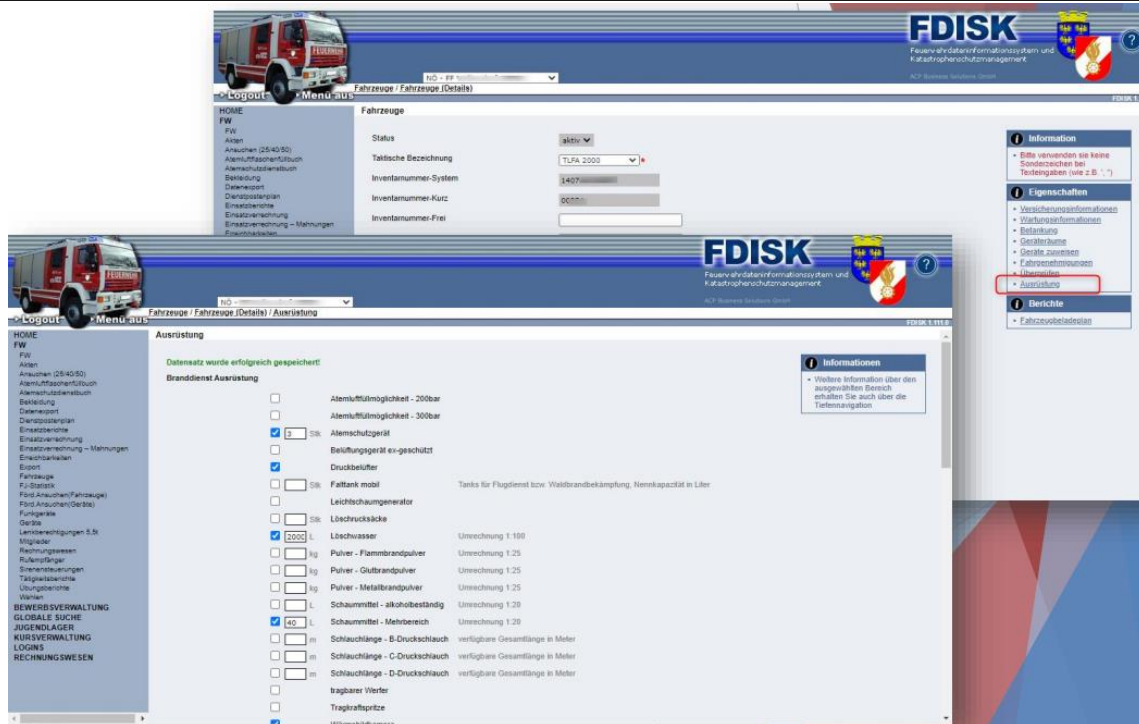 FDISK
Feuerwehrdateninformationssystem und
Katastrophenschutzmanagement
ACP Business Solutions GmbH
?
FEUERWEHR
NÖ - FF
Logout
Menü aus
Fahrzeuge / Fahrzeuge (Details)
FDISK 1.
HOME
FW
FW
Akten
Ansuchen (25/40/50)
Atemluftflaschenfüllbuch
Atemschutzdienstbuch
Bekleidung
Datenexport
Dienstpostenplan
Einsatzberichte
Einsatzverrechnung
Einsatzverrechnung – Mahnungen
Erreichbarkeiten
Fahrzeuge
Status
aktiv
Taktische Bezeichnung
TLFA 2000
*
Inventarnummer-System
1407
Inventarnummer-Kurz
Inventarnummer-Frei
Information
Bitte verwenden sie keine
Sonderzeichen bei
Texteingaben (wie z.B. ', ")
Eigenschaften
Versicherungsinformationen
Wartungsinformationen
Betankung
Geräteräume
Geräte zuweisen
Fahrgenehmigungen
Überprüfen
Ausrüstung
Berichte
Fahrzeugbeladeplan
FDISK
Feuerwehrdateninformationssystem und
Katastrophenschutzmanagement
ACP Business Solutions GmbH
?
FEUERWEHR
NÖ -
Logout
Menü aus
Fahrzeuge / Fahrzeuge (Details) / Ausrüstung
FDISK 1.111.0
HOME
FW
FW
Akten
Ansuchen (25/40/50)
Atemluftflaschenfüllbuch
Atemschutzdienstbuch
Bekleidung
Datenexport
Dienstpostenplan
Einsatzberichte
Einsatzverrechnung
Einsatzverrechnung – Mahnungen
Erreichbarkeiten
Export
Fahrzeuge
FJ-Statistik
Förd.Ansuchen(Fahrzeuge)
Förd.Ansuchen(Geräte)
Funkgeräte
Geräte
Lenkberechtigungen 5,5t
Mitglieder
Rechnungswesen
Rufempfänger
Sirenensteuerungen
Tätigkeitsberichte
Übungsberichte
Wahlen
BEWERBSVERWALTUNG
GLOBALE SUCHE
JUGENDLAGER
KURSVERWALTUNG
LOGINS
RECHNUNGSWESEN
Ausrüstung
Datensatz wurde erfolgreich gespeichert!
Branddienst Ausrüstung
Atemluftfüllmöglichkeit - 200bar
Atemluftfüllmöglichkeit - 300bar
3 Stk Atemschutzgerät
Belüftungsgerät ex-geschützt
Druckbelüfter
Stk Falttank mobil Tanks für Flugdienst bzw. Waldbrandbekämpfung, Nennkapazität in Liter
Leichtschaumgenerator
Stk Löschrucksäcke
2000 L Löschwasser Umrechnung 1:100
kg Pulver - Flammbrandpulver Umrechnung 1:25
kg Pulver - Glutbrandpulver Umrechnung 1:25
kg Pulver - Metallbrandpulver Umrechnung 1:25
L Schaummittel - alkoholbeständig Umrechnung 1:20
40 L Schaummittel - Mehrbereich Umrechnung 1:20
m Schlauchlänge - B-Druckschlauch verfügbare Gesamtlänge in Meter
m Schlauchlänge - C-Druckschlauch verfügbare Gesamtlänge in Meter
m Schlauchlänge - D-Druckschlauch verfügbare Gesamtlänge in Meter
tragbarer Werfer
Tragkraftspritze
Informationen
Weitere Information über den
ausgewählten Bereich
erhalten Sie auch über die
Tiefennavigation